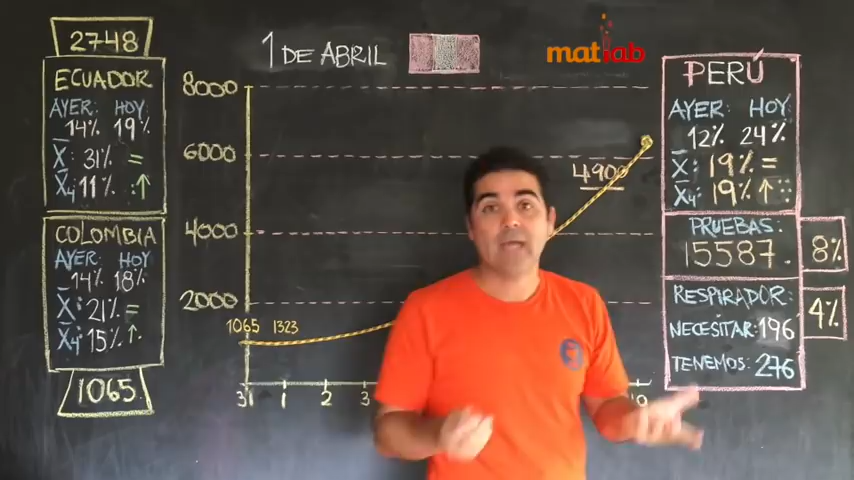 2748
ECUADOR
AYER: HOY:
14% 19%
X̄: 31% =
X̄4: 11% : ↑
COLOMBIA
AYER: HOY:
14% 18%
X̄: 21% =
X̄4: 15% ↑
1065
1 DE ABRIL
matlab
8000
6000
4000
2000
4900
1065 1323
31 1 2 3
PERÚ
AYER: HOY:
12% 24%
X̄: 19% =
X̄4: 19% ↑
PRUEBAS:
15587. 8%
RESPIRADOR:
NECESITAR: 196 4%
TENEMOS: 276